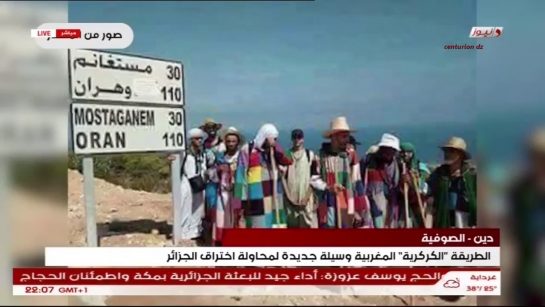 صور من
مباشر
LIVE
نيوز
centurion dz
مستغانم 30
وهران 110
MOSTAGANEM 30
ORAN 110
دين - الصوفية
الطريقة "الكركرية" المغربية وسيلة جديدة لمحاولة اختراق الجزائر
والحج يوسف عزوزة: أداء جيد للبعثة الجزائرية بمكة واطمئنان الحجاج
غرداية
38°/ 25°
22:07 GMT+1